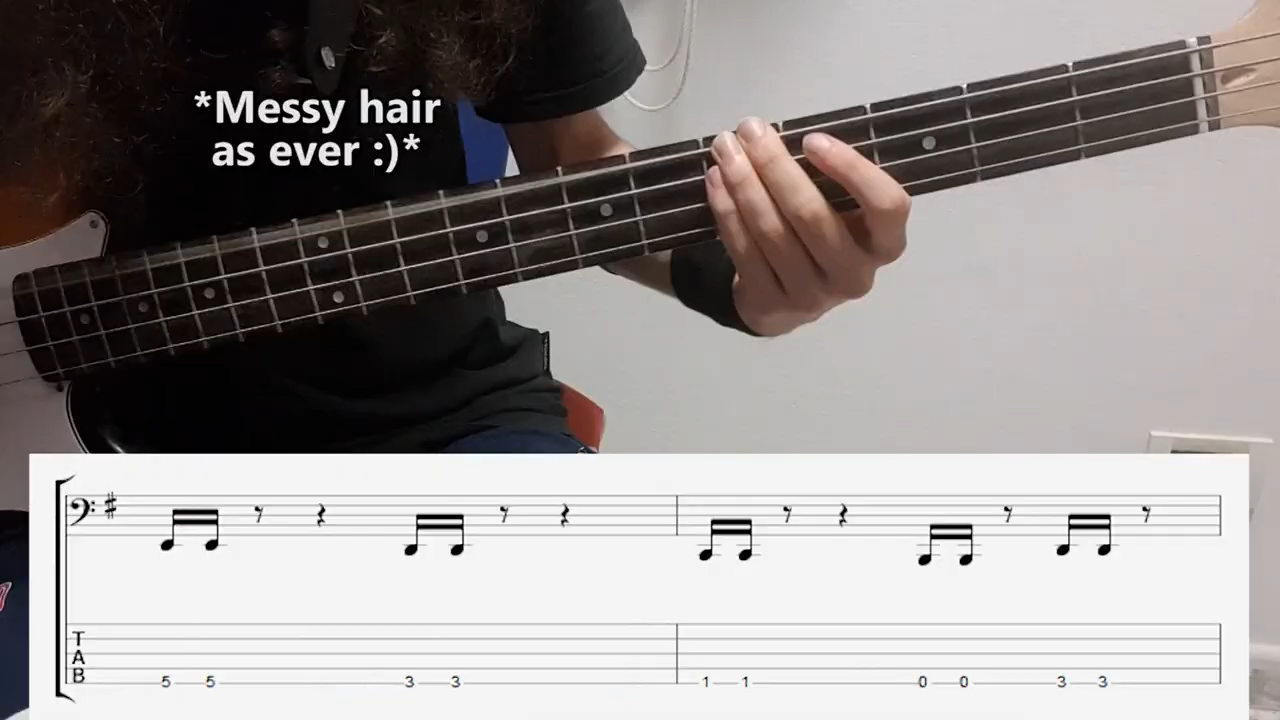 *Messy hair
as ever :)*
T
A
B
5 5 3 3 1 1 0 0 3 3